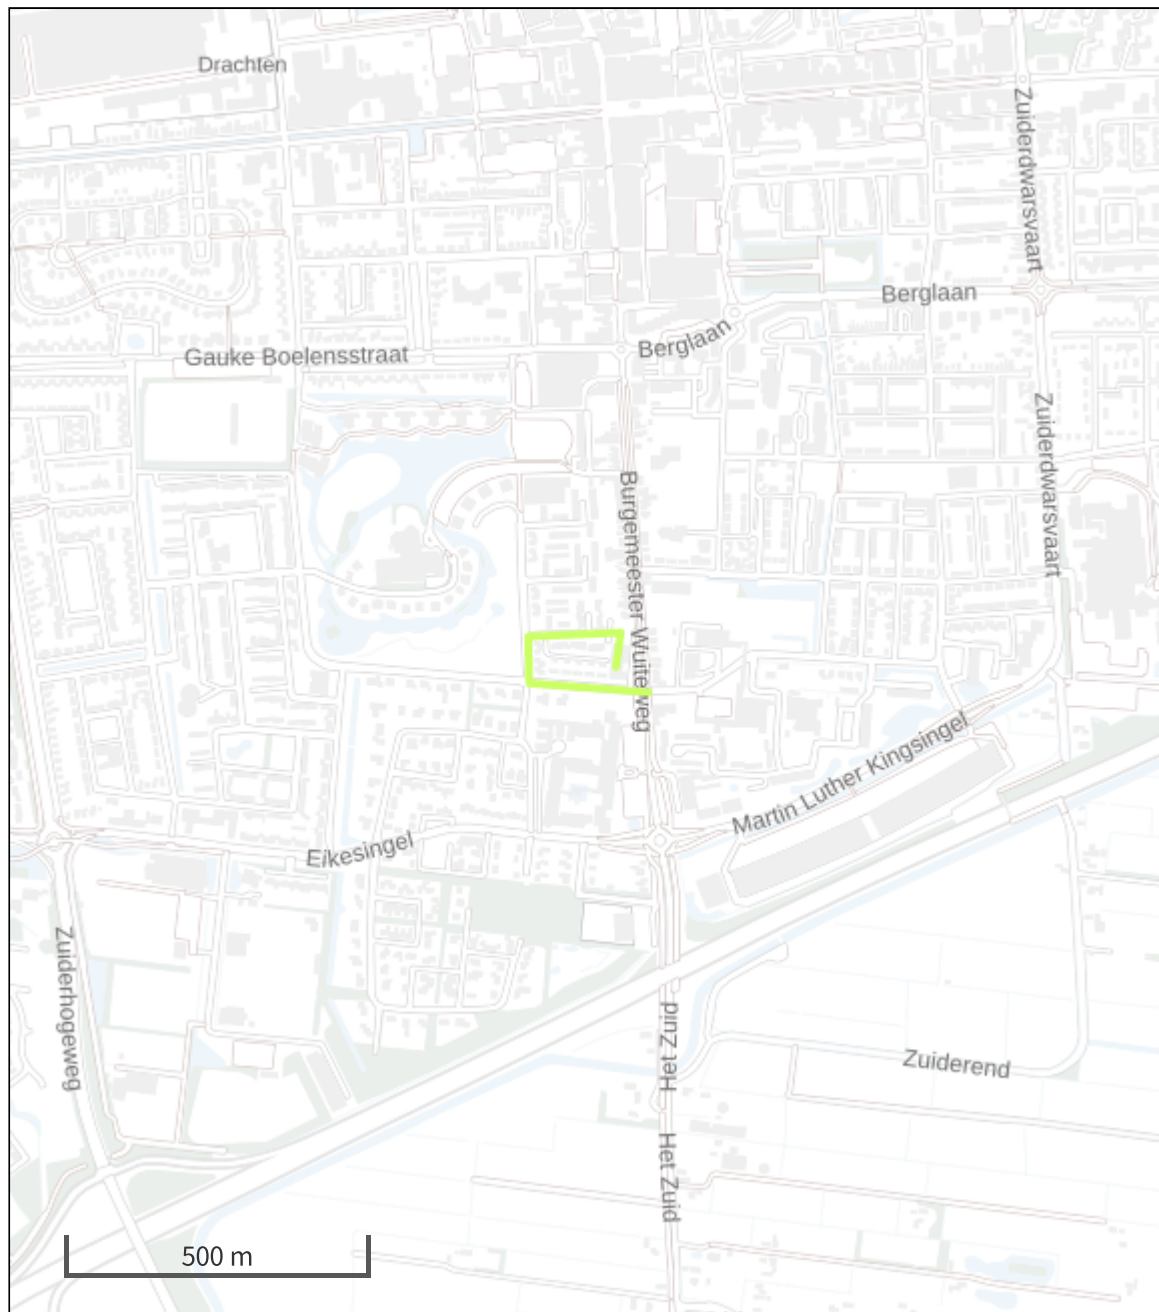 Drachten
Zuiderdwarsvaart
Berglaan
Berglaan
Gauke Boelensstraat
Zuiderdwarsvaart
Burgemeester Wuiteweg
Martin Luther Kingsingel
Eikesingel
Zuiderhogeweg
Het Zuid
Zuiderend
Het Zuid
500 m